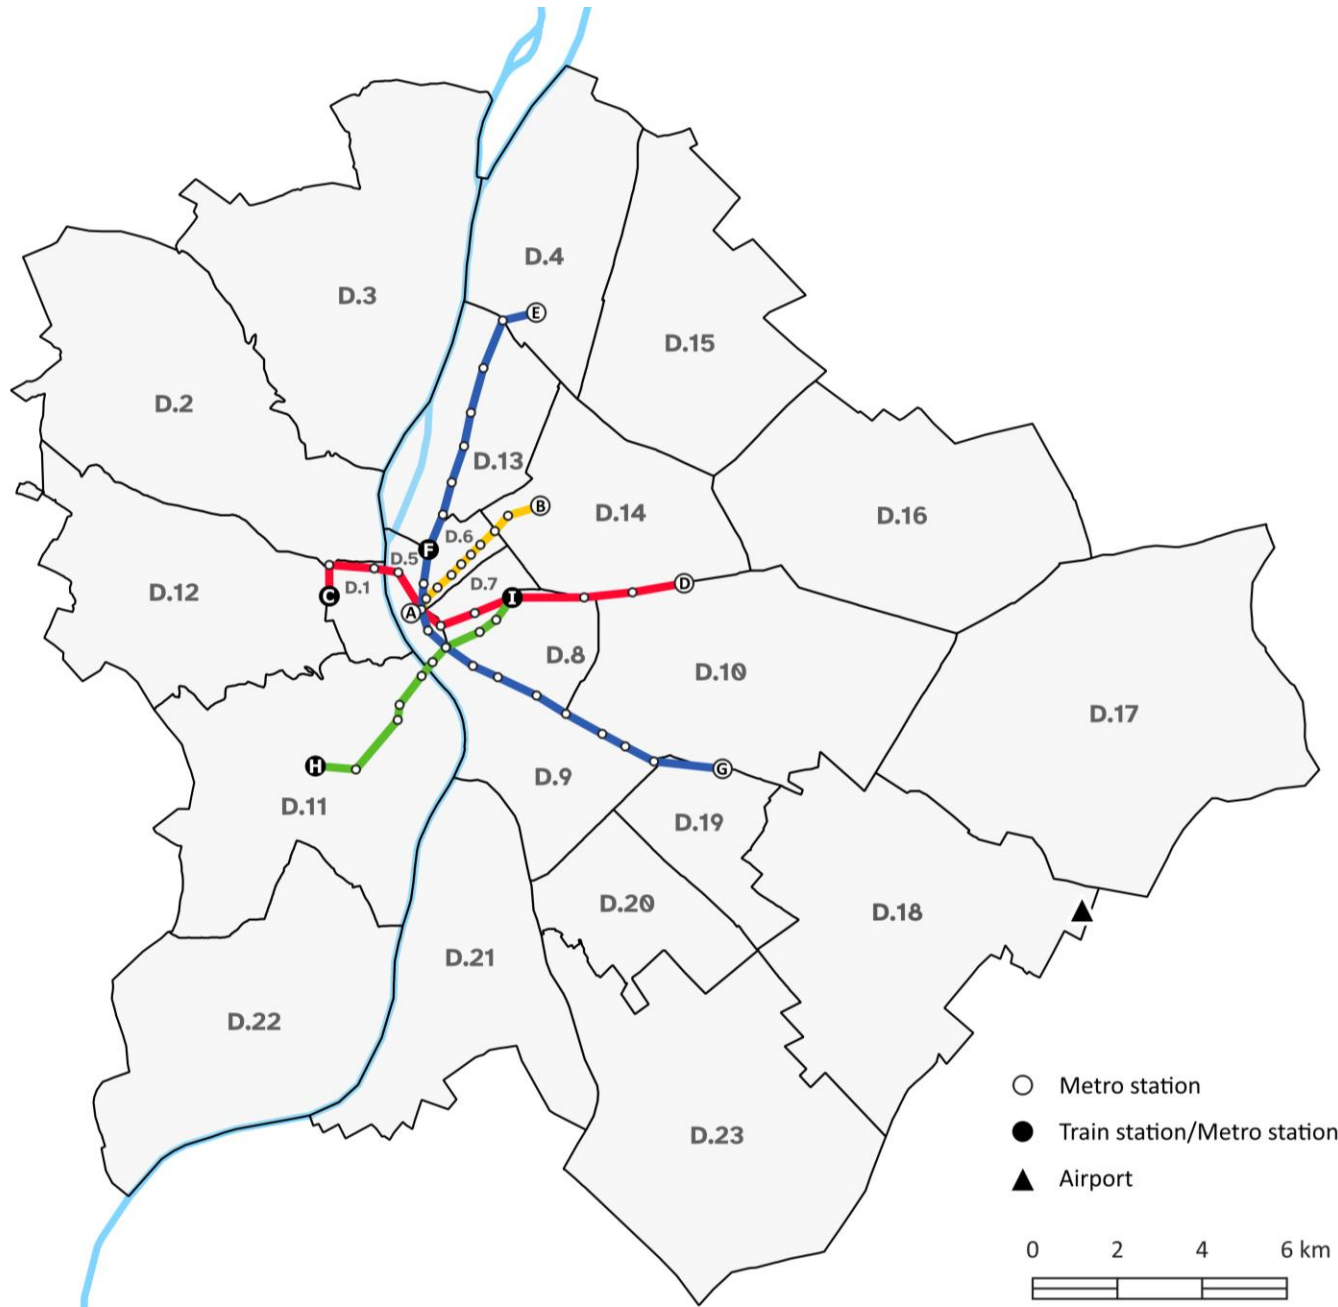 D.4
D.3
E
D.15
D.2
D.13
B
D.14
D.16
D.6
F
D.5
D.7
D.12
D.1
C
I
D
A
D.8
D.10
D.17
H
D.9
G
D.11
D.19
D.20
D.18
D.21
D.22
D.23
Metro station
Train station/Metro station
Airport
0 2 4 6 km